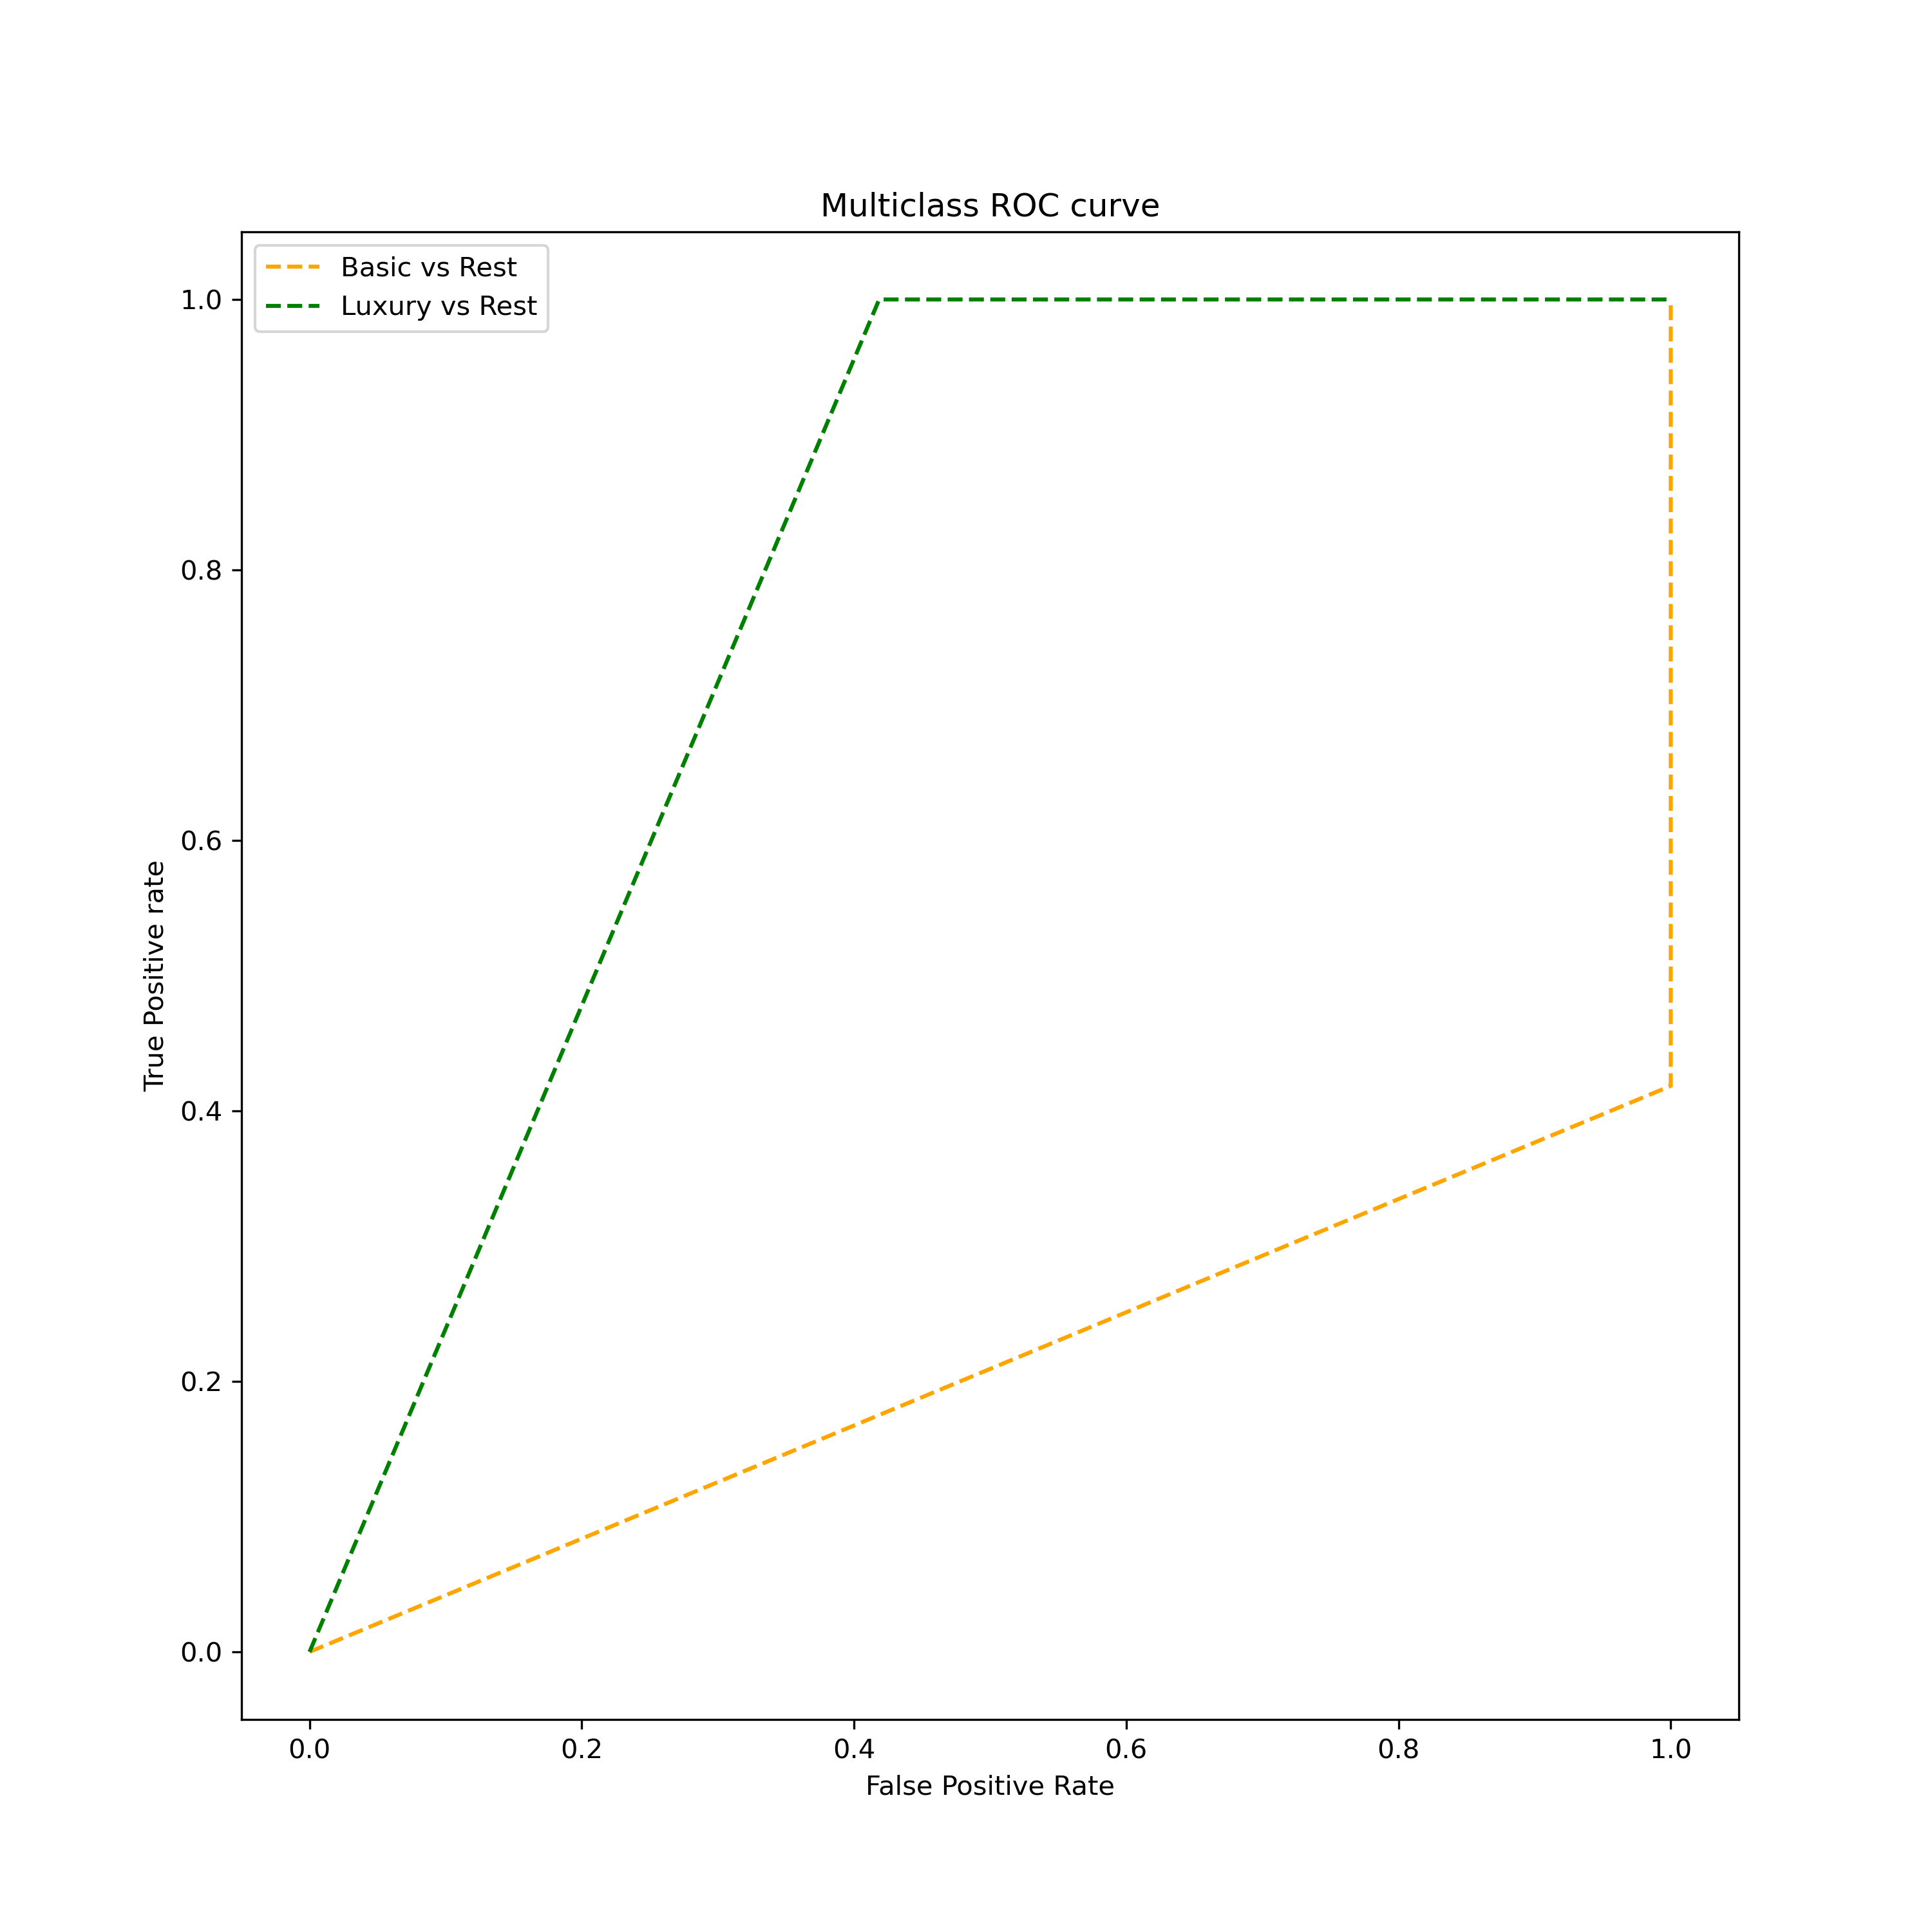 Multiclass ROC curve
Basic vs Rest
Luxury vs Rest
1.0
0.8
0.6
0.4
0.2
0.0
True Positive rate
0.0 0.2 0.4 0.6 0.8 1.0
False Positive Rate